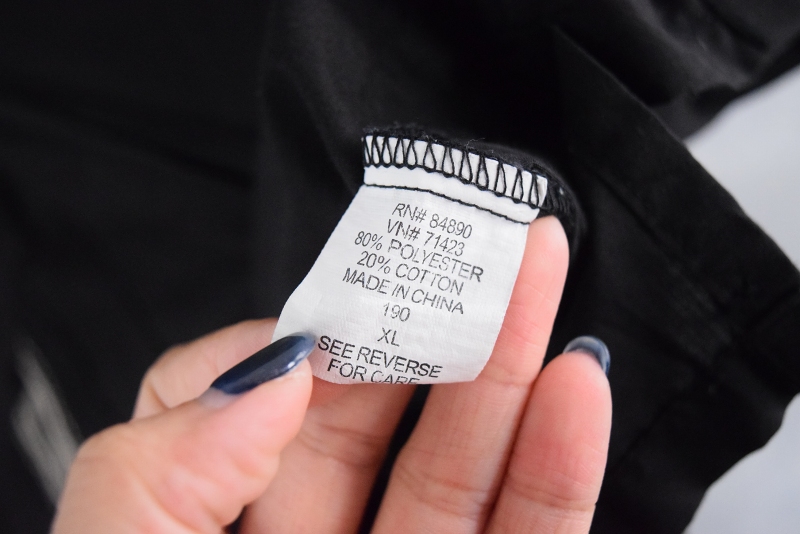 RN# 84890
VN# 71423
80% POLYESTER
20% COTTON
MADE IN CHINA
190
XL
SEE REVERSE
FOR CARE